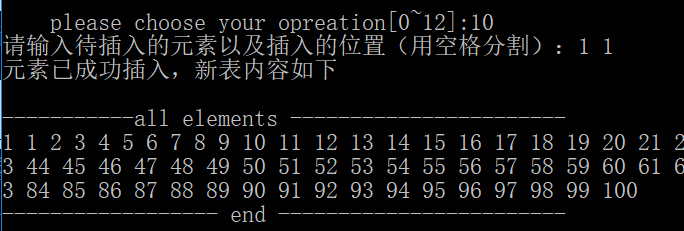 please choose your opreation[0~12]:10
请输入待插入的元素以及插入的位置（用空格分割）：1 1
元素已成功插入，新表内容如下
-----------all elements -----------------------
1 1 2 3 4 5 6 7 8 9 10 11 12 13 14 15 16 17 18 19 20 21 2
3 44 45 46 47 48 49 50 51 52 53 54 55 56 57 58 59 60 61 6
3 84 85 86 87 88 89 90 91 92 93 94 95 96 97 98 99 100
------------------ end ------------------------